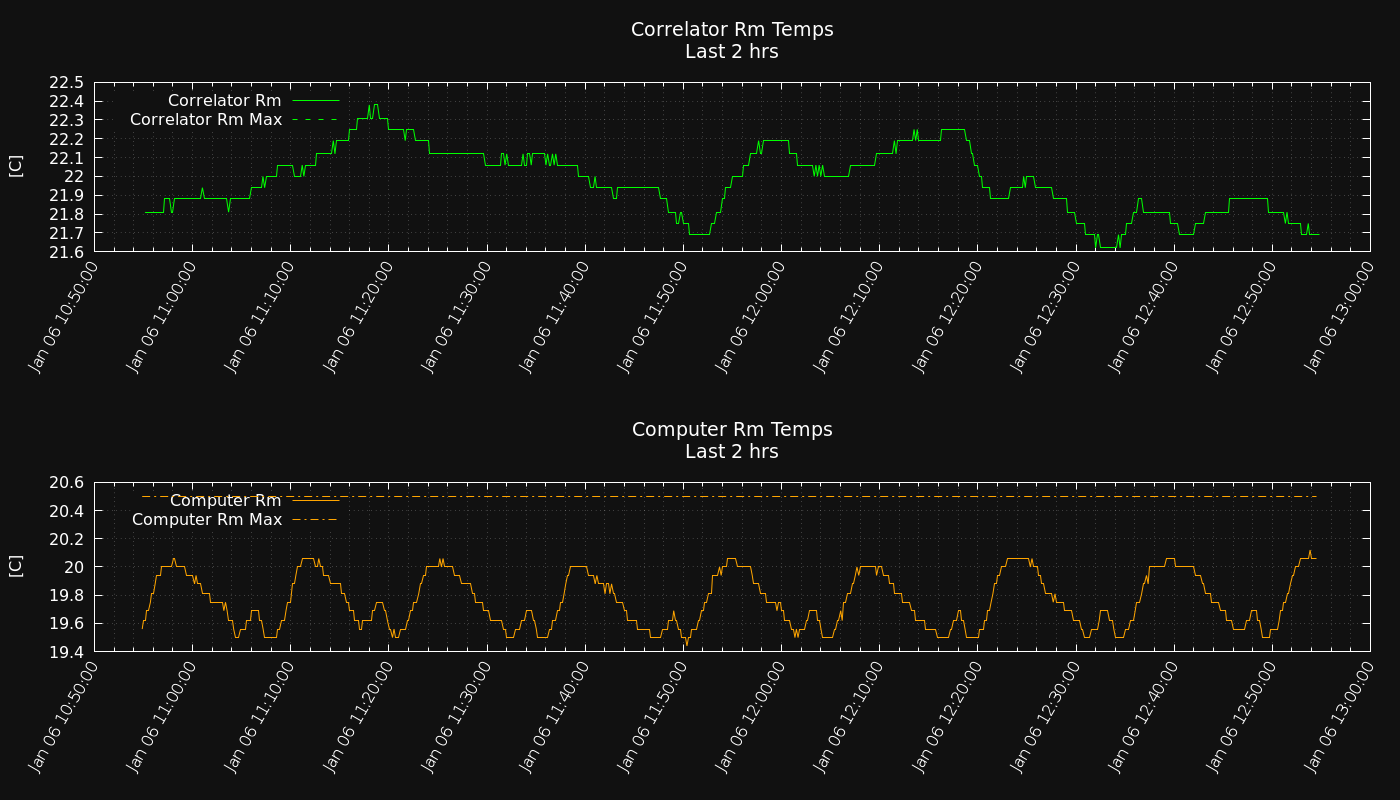 Correlator Rm Temps
Last 2 hrs
[C]
22.5
22.4
22.3
22.2
22.1
22
21.9
21.8
21.7
21.6
Correlator Rm
Correlator Rm Max
Jan 06 10:50:00
Jan 06 11:00:00
Jan 06 11:10:00
Jan 06 11:20:00
Jan 06 11:30:00
Jan 06 11:40:00
Jan 06 11:50:00
Jan 06 12:00:00
Jan 06 12:10:00
Jan 06 12:20:00
Jan 06 12:30:00
Jan 06 12:40:00
Jan 06 12:50:00
Jan 06 13:00:00
Computer Rm Temps
Last 2 hrs
[C]
20.6
20.4
20.2
20
19.8
19.6
19.4
Computer Rm
Computer Rm Max
Jan 06 10:50:00
Jan 06 11:00:00
Jan 06 11:10:00
Jan 06 11:20:00
Jan 06 11:30:00
Jan 06 11:40:00
Jan 06 11:50:00
Jan 06 12:00:00
Jan 06 12:10:00
Jan 06 12:20:00
Jan 06 12:30:00
Jan 06 12:40:00
Jan 06 12:50:00
Jan 06 13:00:00